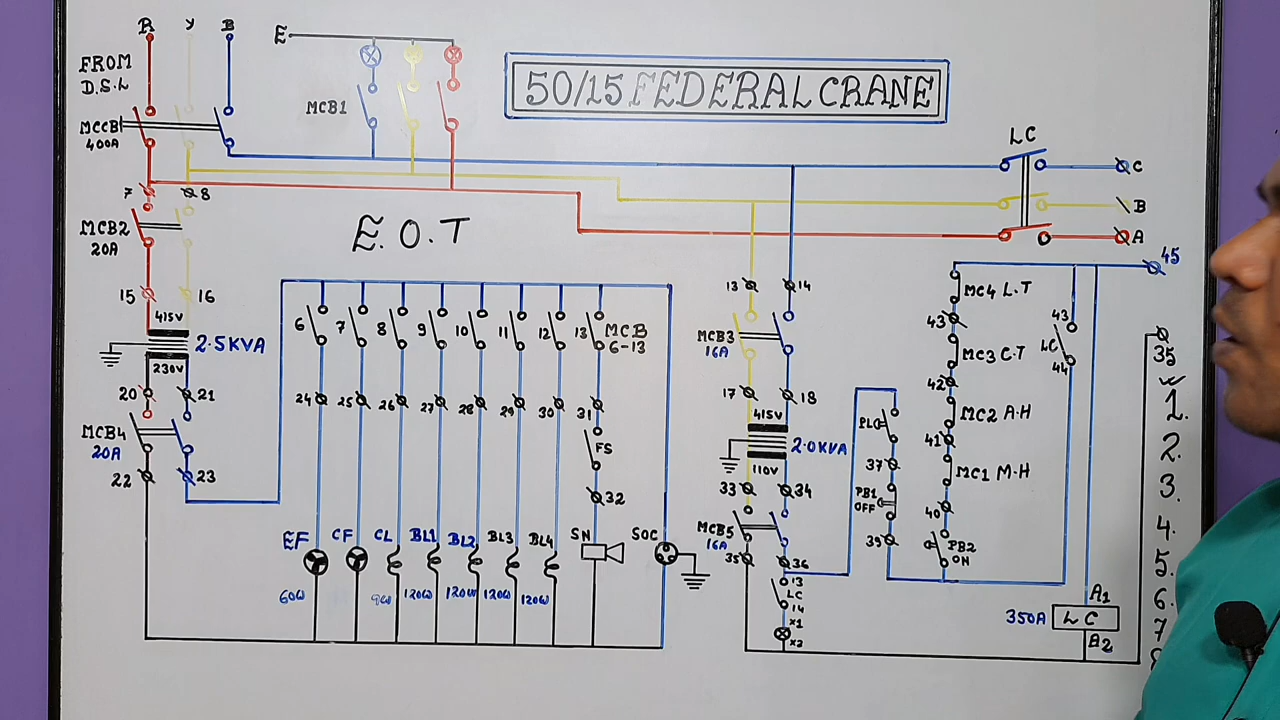 R Y B
E
FROM
D.S.L
MCB1
50/15 FEDERAL CRANE
MCCB
400A
LC
C
B
A
7 8
MCB2
20A
E.O.T
45
15 16
415V
2.5KVA
230V
6 7 8 9 10 11 12 13 MCB
6-13
13 14
MCB3
16A
MC4 L.T
43
MC3 C.T
42
MC2 A.H
41
MC1 M.H
40
PB2
ON
43
LC
44
35
20 21
MCB4
20A
22 23
24 25 26 27 28 29 30 31
FS
32
17 18
415V
2.0KVA
110V
33 34
MCB5
16A
35 36
13
LC
14
X1
X2
PL
37
PB1
OFF
39
EF CF CL BL1 BL2 BL3 BL4 SN SOC
60W 9W 120W 120W 120W 120W
A1
350A LC
A2
1.
2.
3.
4.
5.
6.
7